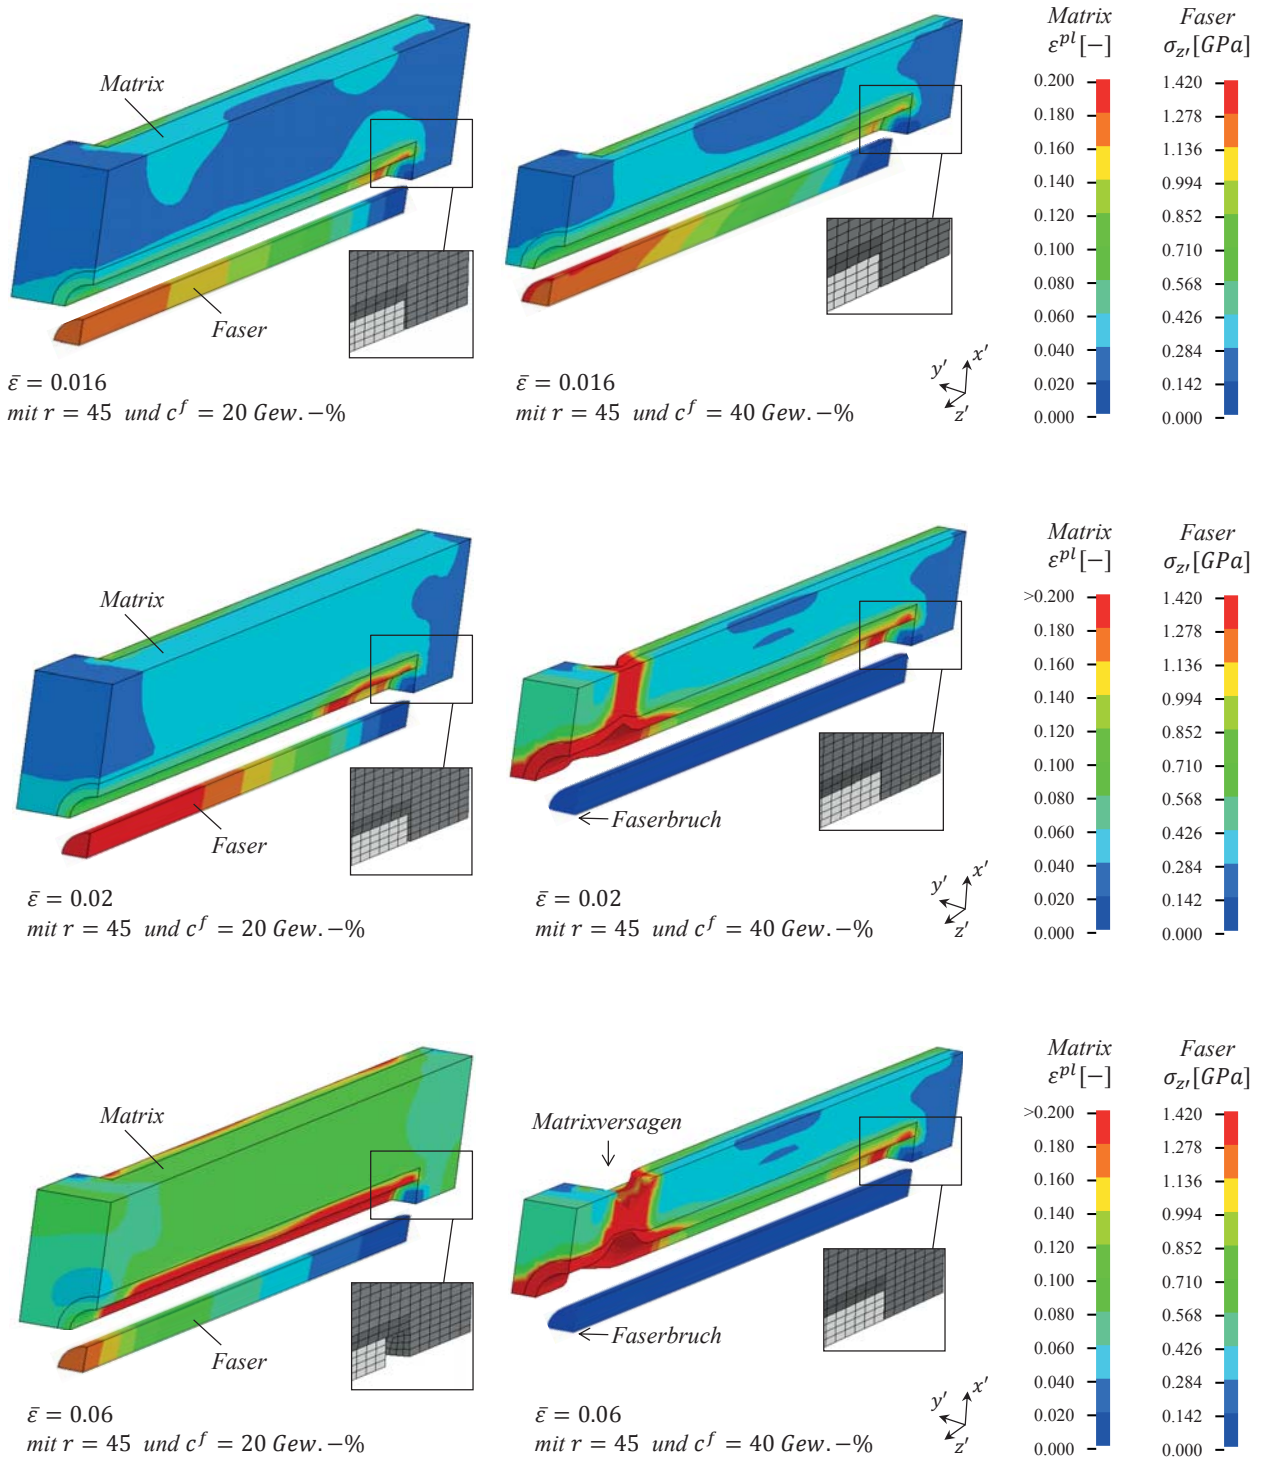 Matrix
Faser
ε̄ = 0.016
mit r = 45 und c^f = 20 Gew.−%
ε̄ = 0.016
mit r = 45 und c^f = 40 Gew.−%
x′
y′
z′
Matrix
ε^pl [−]
0.200
0.180
0.160
0.140
0.120
0.100
0.080
0.060
0.040
0.020
0.000
Faser
σ_z′ [GPa]
1.420
1.278
1.136
0.994
0.852
0.710
0.568
0.426
0.284
0.142
0.000
Matrix
Faser
ε̄ = 0.02
mit r = 45 und c^f = 20 Gew.−%
Faserbruch
ε̄ = 0.02
mit r = 45 und c^f = 40 Gew.−%
x′
y′
z′
Matrix
ε^pl [−]
>0.200
0.180
0.160
0.140
0.120
0.100
0.080
0.060
0.040
0.020
0.000
Faser
σ_z′ [GPa]
1.420
1.278
1.136
0.994
0.852
0.710
0.568
0.426
0.284
0.142
0.000
Matrix
Faser
ε̄ = 0.06
mit r = 45 und c^f = 20 Gew.−%
Matrixversagen
Faserbruch
ε̄ = 0.06
mit r = 45 und c^f = 40 Gew.−%
x′
y′
z′
Matrix
ε^pl [−]
>0.200
0.180
0.160
0.140
0.120
0.100
0.080
0.060
0.040
0.020
0.000
Faser
σ_z′ [GPa]
1.420
1.278
1.136
0.994
0.852
0.710
0.568
0.426
0.284
0.142
0.000